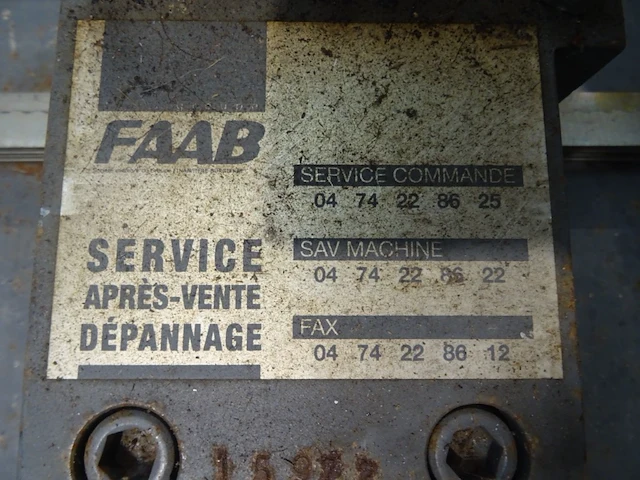 FAAB
SERVICE COMMANDE
04 74 22 86 25
SERVICE
APRÈS-VENTE
DÉPANNAGE
SAV MACHINE
04 74 22 86 22
FAX
04 74 22 86 12